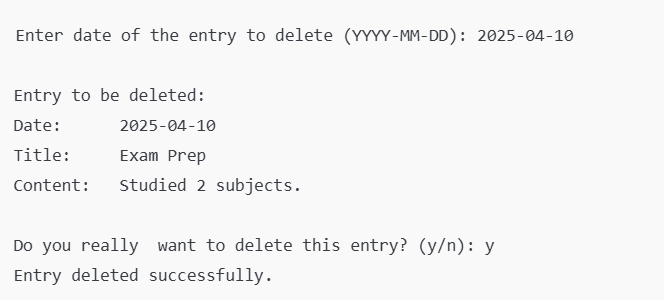 Enter date of the entry to delete (YYYY-MM-DD): 2025-04-10
Entry to be deleted:
Date:      2025-04-10
Title:     Exam Prep
Content:   Studied 2 subjects.
Do you really  want to delete this entry? (y/n): y
Entry deleted successfully.